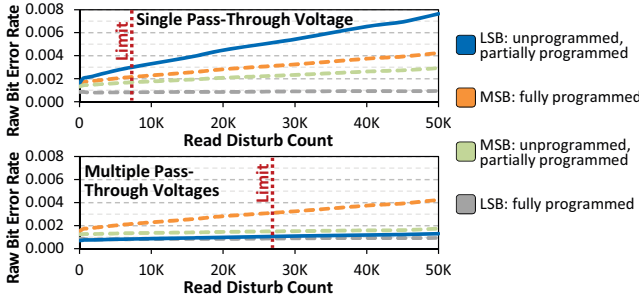 Raw Bit Error Rate
0.008
0.006
0.004
0.002
0.000
Single Pass-Through Voltage
Limit
0
10K
20K
30K
40K
50K
Read Disturb Count
Raw Bit Error Rate
0.008
0.006
0.004
0.002
0.000
Multiple Pass-
Through Voltages
Limit
0
10K
20K
30K
40K
50K
Read Disturb Count
LSB: unprogrammed,
partially programmed
MSB: fully programmed
MSB: unprogrammed,
partially programmed
LSB: fully programmed